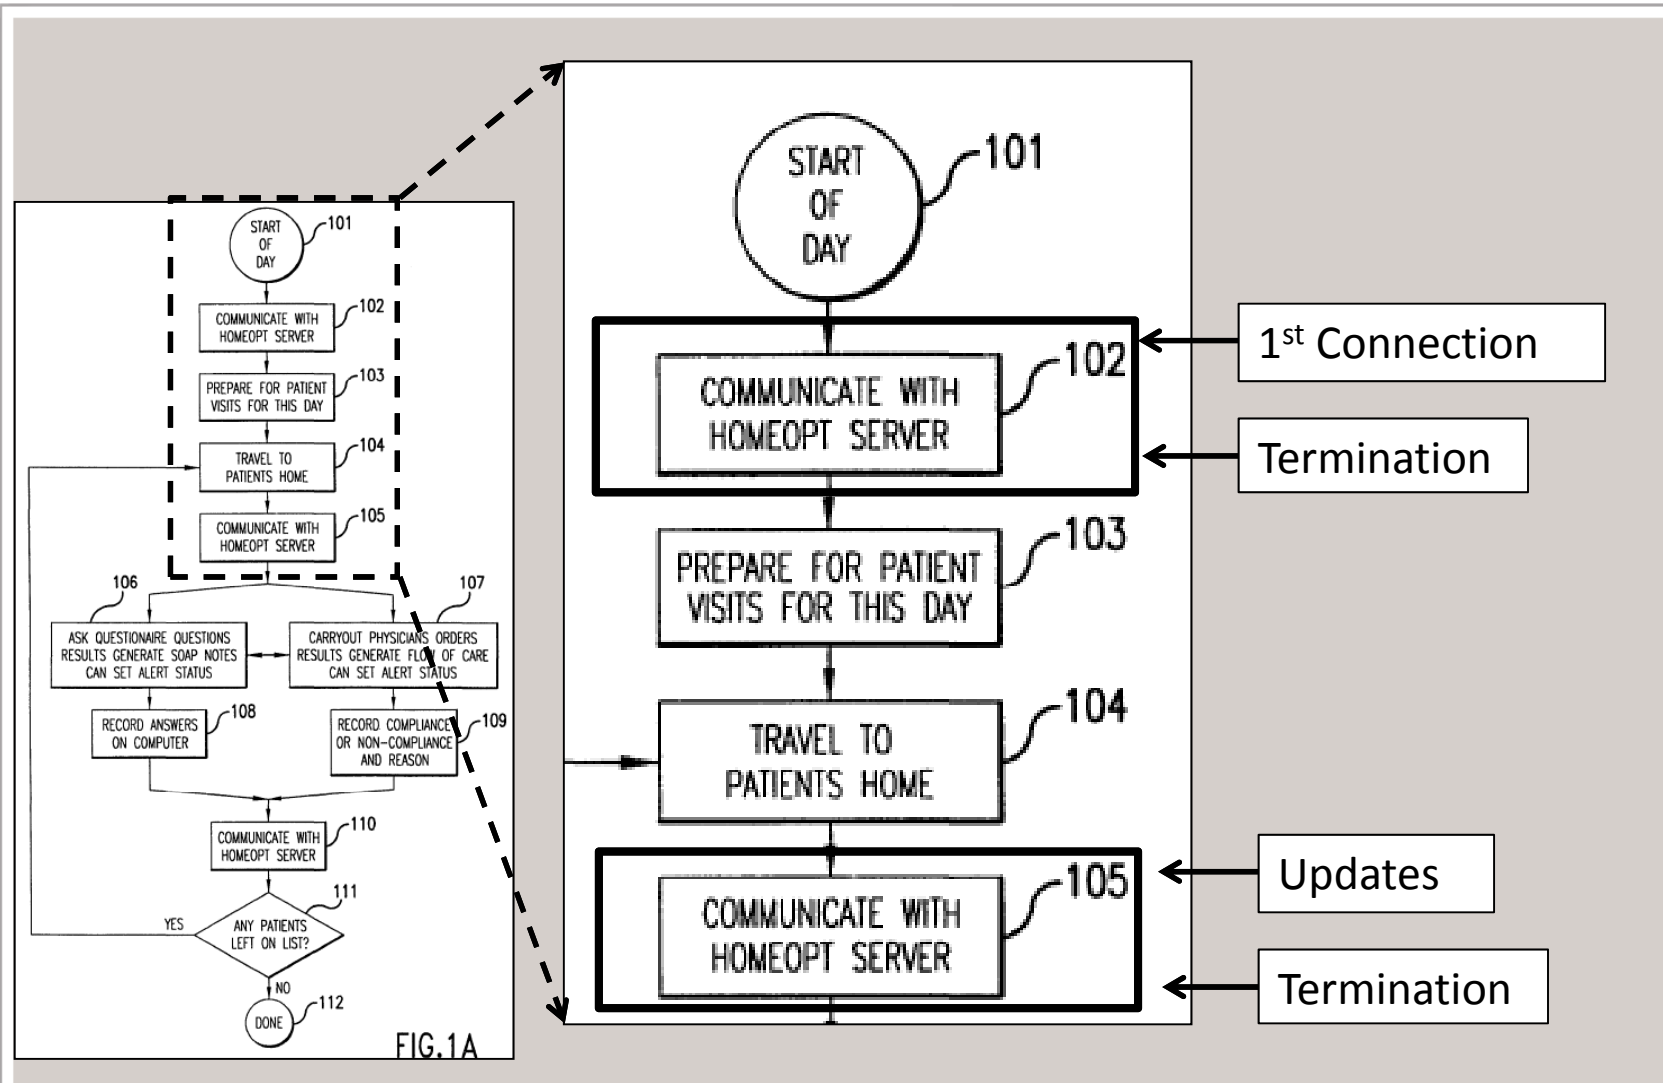 START
OF
DAY
101
COMMUNICATE WITH
HOMEOPT SERVER
102
PREPARE FOR PATIENT
VISITS FOR THIS DAY
103
TRAVEL TO
PATIENTS HOME
104
COMMUNICATE WITH
HOMEOPT SERVER
105
106
ASK QUESTIONAIRE QUESTIONS
RESULTS GENERATE SOAP NOTES
CAN SET ALERT STATUS
107
CARRYOUT PHYSICIANS ORDERS
RESULTS GENERATE FLOW OF CARE
CAN SET ALERT STATUS
RECORD ANSWERS
ON COMPUTER
108
RECORD COMPLIANCE
OR NON-COMPLIANCE
AND REASON
109
COMMUNICATE WITH
HOMEOPT SERVER
110
111
ANY PATIENTS
LEFT ON LIST?
YES
NO
DONE
112
FIG.1A
START
OF
DAY
101
COMMUNICATE WITH
HOMEOPT SERVER
102
PREPARE FOR PATIENT
VISITS FOR THIS DAY
103
TRAVEL TO
PATIENTS HOME
104
COMMUNICATE WITH
HOMEOPT SERVER
105
1st Connection
Termination
Updates
Termination